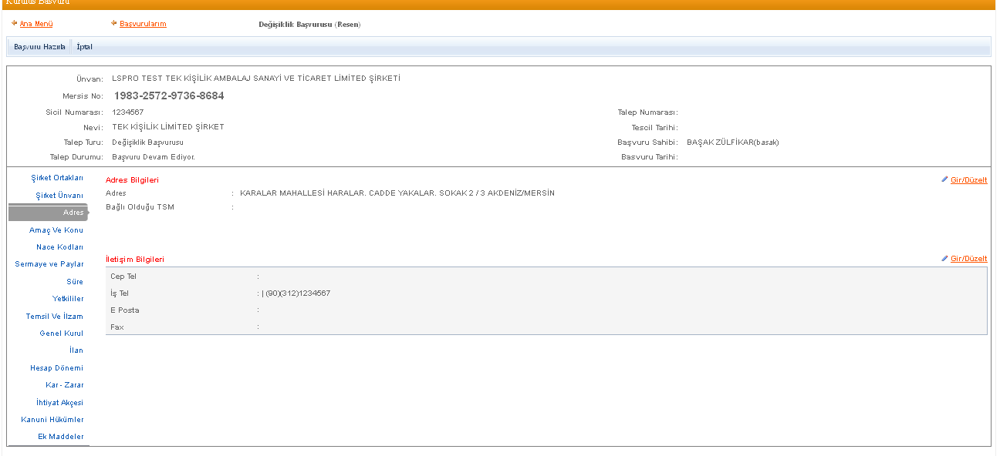 Kuruluş Başvuru
Ana Menü Başvurularım Değişiklik Başvurusu (Resen)
Başvuru Hazırla İptal
Ünvan: LSPRO TEST TEK KİŞİLİK AMBALAJ SANAYİ VE TİCARET LİMİTED ŞİRKETİ
Mersis No: 1983-2572-9736-8684
Sicil Numarası: 1234567 Talep Numarası:
Nevi: TEK KİŞİLİK LİMİTED ŞİRKET Tescil Tarihi:
Talep Turu: Değişiklik Başvurusu Başvuru Sahibi: BAŞAK ZÜLFİKAR(basak)
Talep Durumu: Başvuru Devam Ediyor. Basvuru Tarihi:
Şirket Ortakları
Şirket Ünvanı
Adres
Amaç Ve Konu
Nace Kodları
Sermaye ve Paylar
Süre
Yetkililer
Temsil Ve İlzam
Genel Kurul
İlan
Hesap Dönemi
Kar - Zarar
İhtiyat Akçesi
Kanuni Hükümler
Ek Maddeler
Adres Bilgileri Gir/Düzelt
Adres : KARALAR MAHALLESİ HARALAR. CADDE YAKALAR. SOKAK 2 / 3 AKDENİZ/MERSİN
Bağlı Olduğu TSM :
İletişim Bilgileri Gir/Düzelt
Cep Tel :
İş Tel : | (90)(312)1234567
E Posta :
Fax :